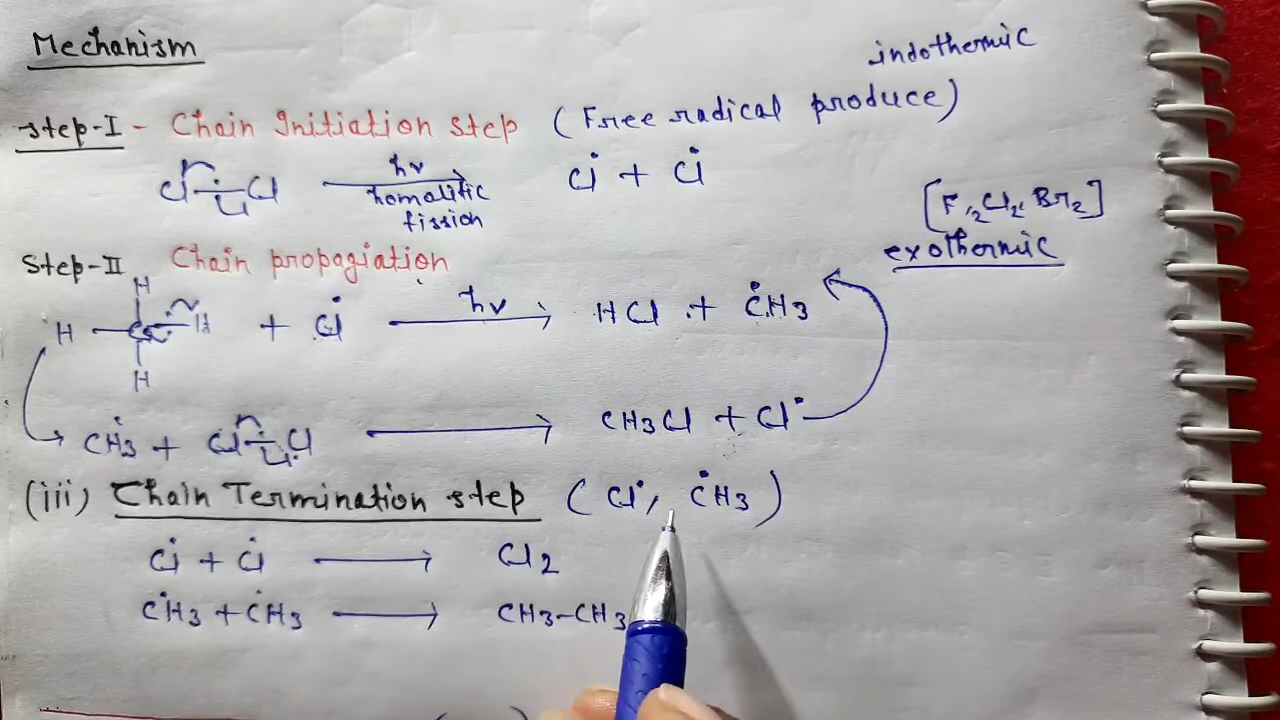 Mechanism
indothermic
Step-I - Chain Initiation step (Free radical produce)
Cl-Cl hν homolitic fission Cl• + Cl•
[F2, Cl2, Br2]
exothermic
Step-II Chain propagiation
H
H - C - H + Cl• hν HCl + •CH3
H
•CH3 + Cl-Cl → CH3Cl + Cl•
(iii) Chain Termination step (Cl•, •CH3)
Cl• + Cl• → Cl2
•CH3 + •CH3 → CH3-CH3